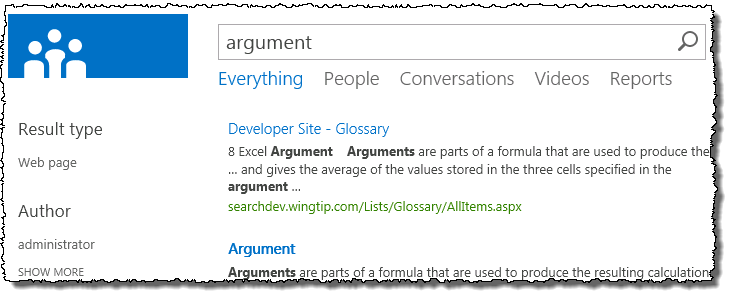 argument
Everything People Conversations Videos Reports
Result type
Web page
Author
administrator
SHOW MORE
Developer Site - Glossary
8 Excel Argument Arguments are parts of a formula that are used to produce the
... and gives the average of the values stored in the three cells specified in the
argument ...
searchdev.wingtip.com/Lists/Glossary/AllItems.aspx
Argument
Arguments are parts of a formula that are used to produce the resulting calculation